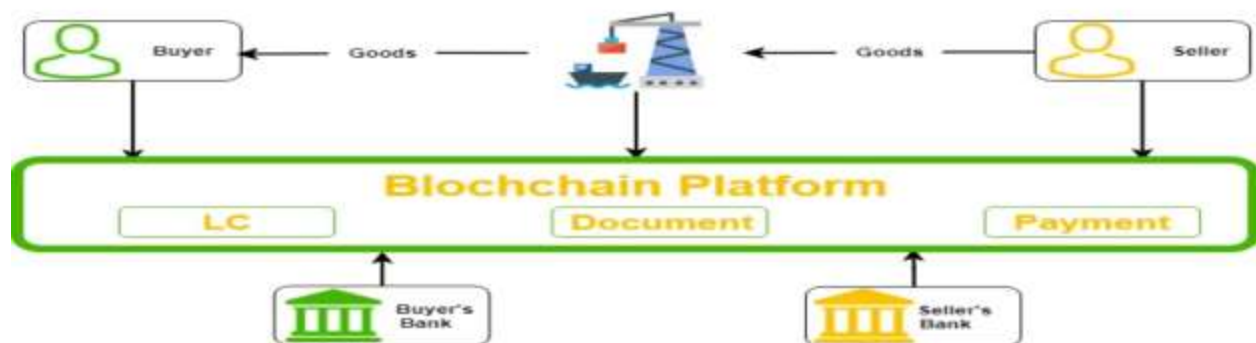 Buyer
Goods
Goods
Seller
Blochchain Platform
LC
Document
Payment
Buyer's
Bank
Seller's
Bank